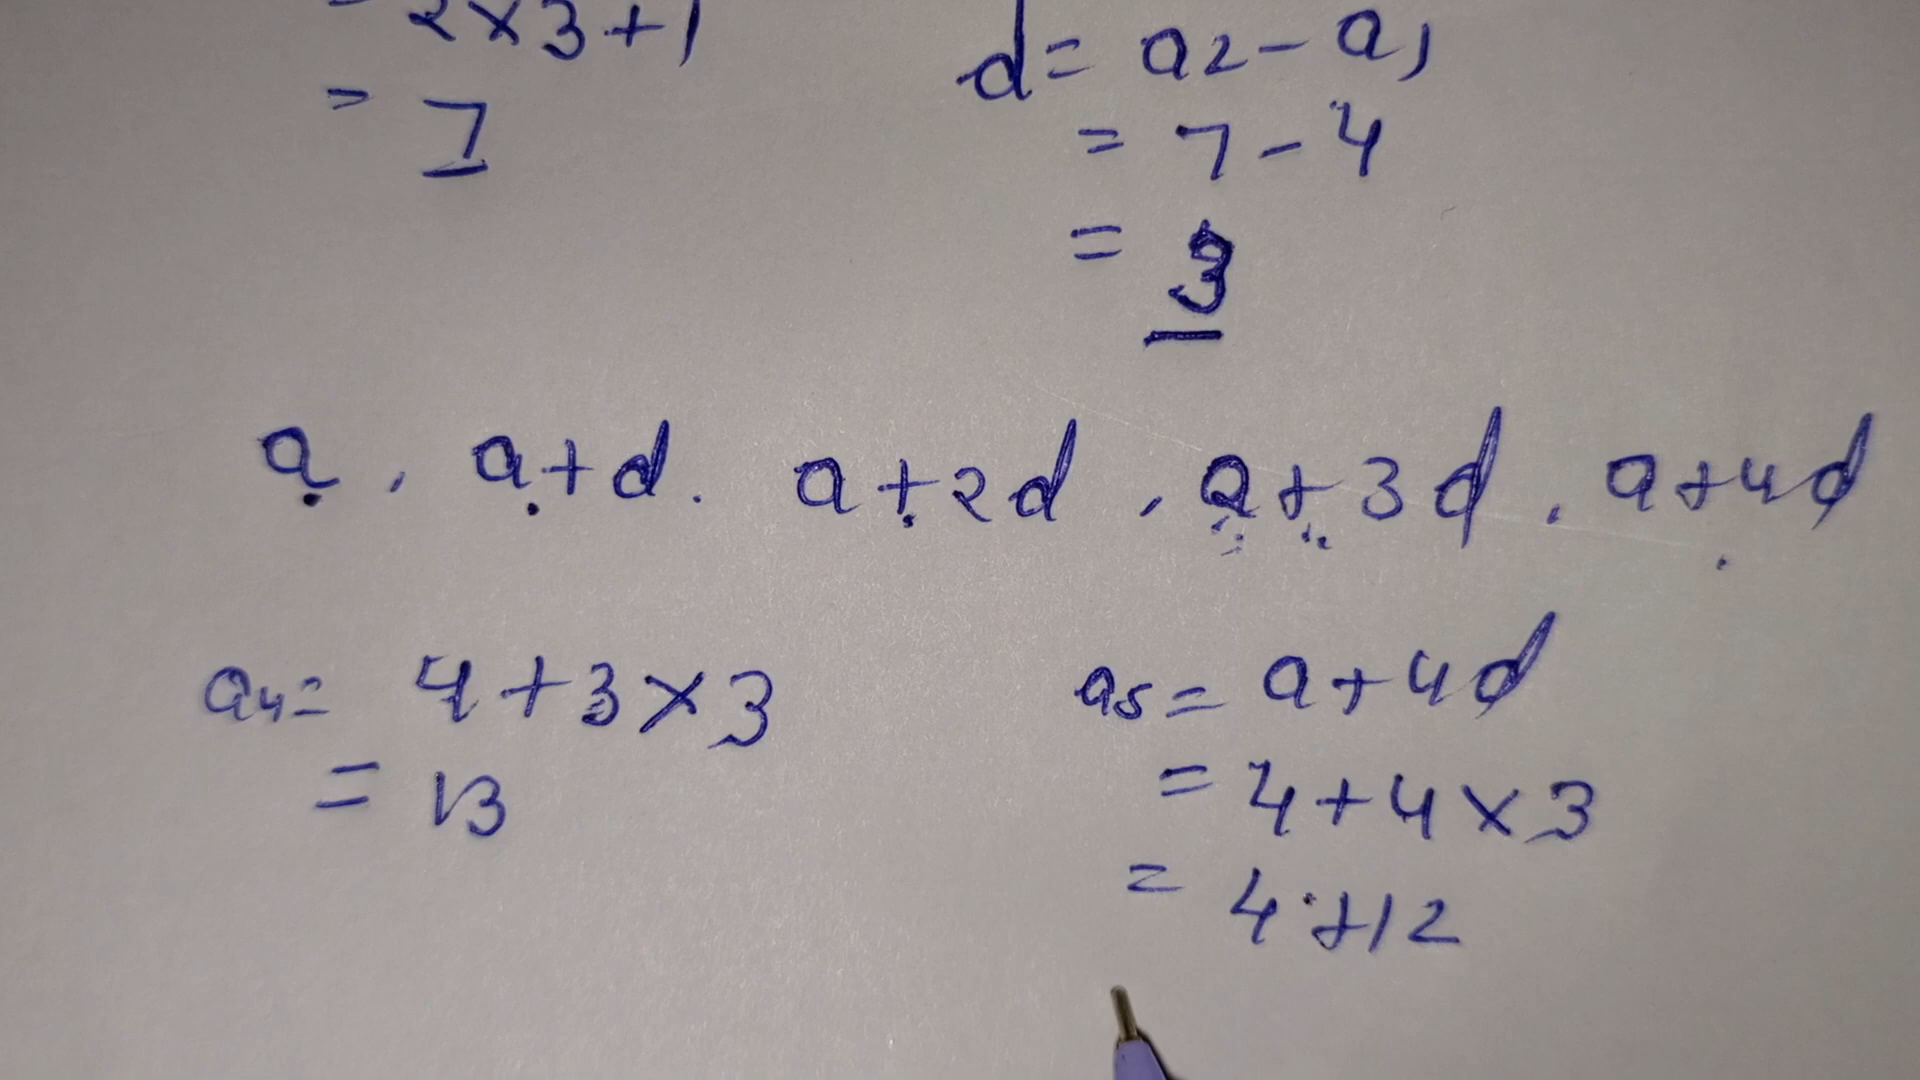 = 2×3+1
= 7
d = a2 - a1
= 7 - 4
= 3
a, a+d. a+2d, a+3d, a+4d
a4 = 4+3×3
= 13
a5 = a+4d
= 4+4×3
= 4+12